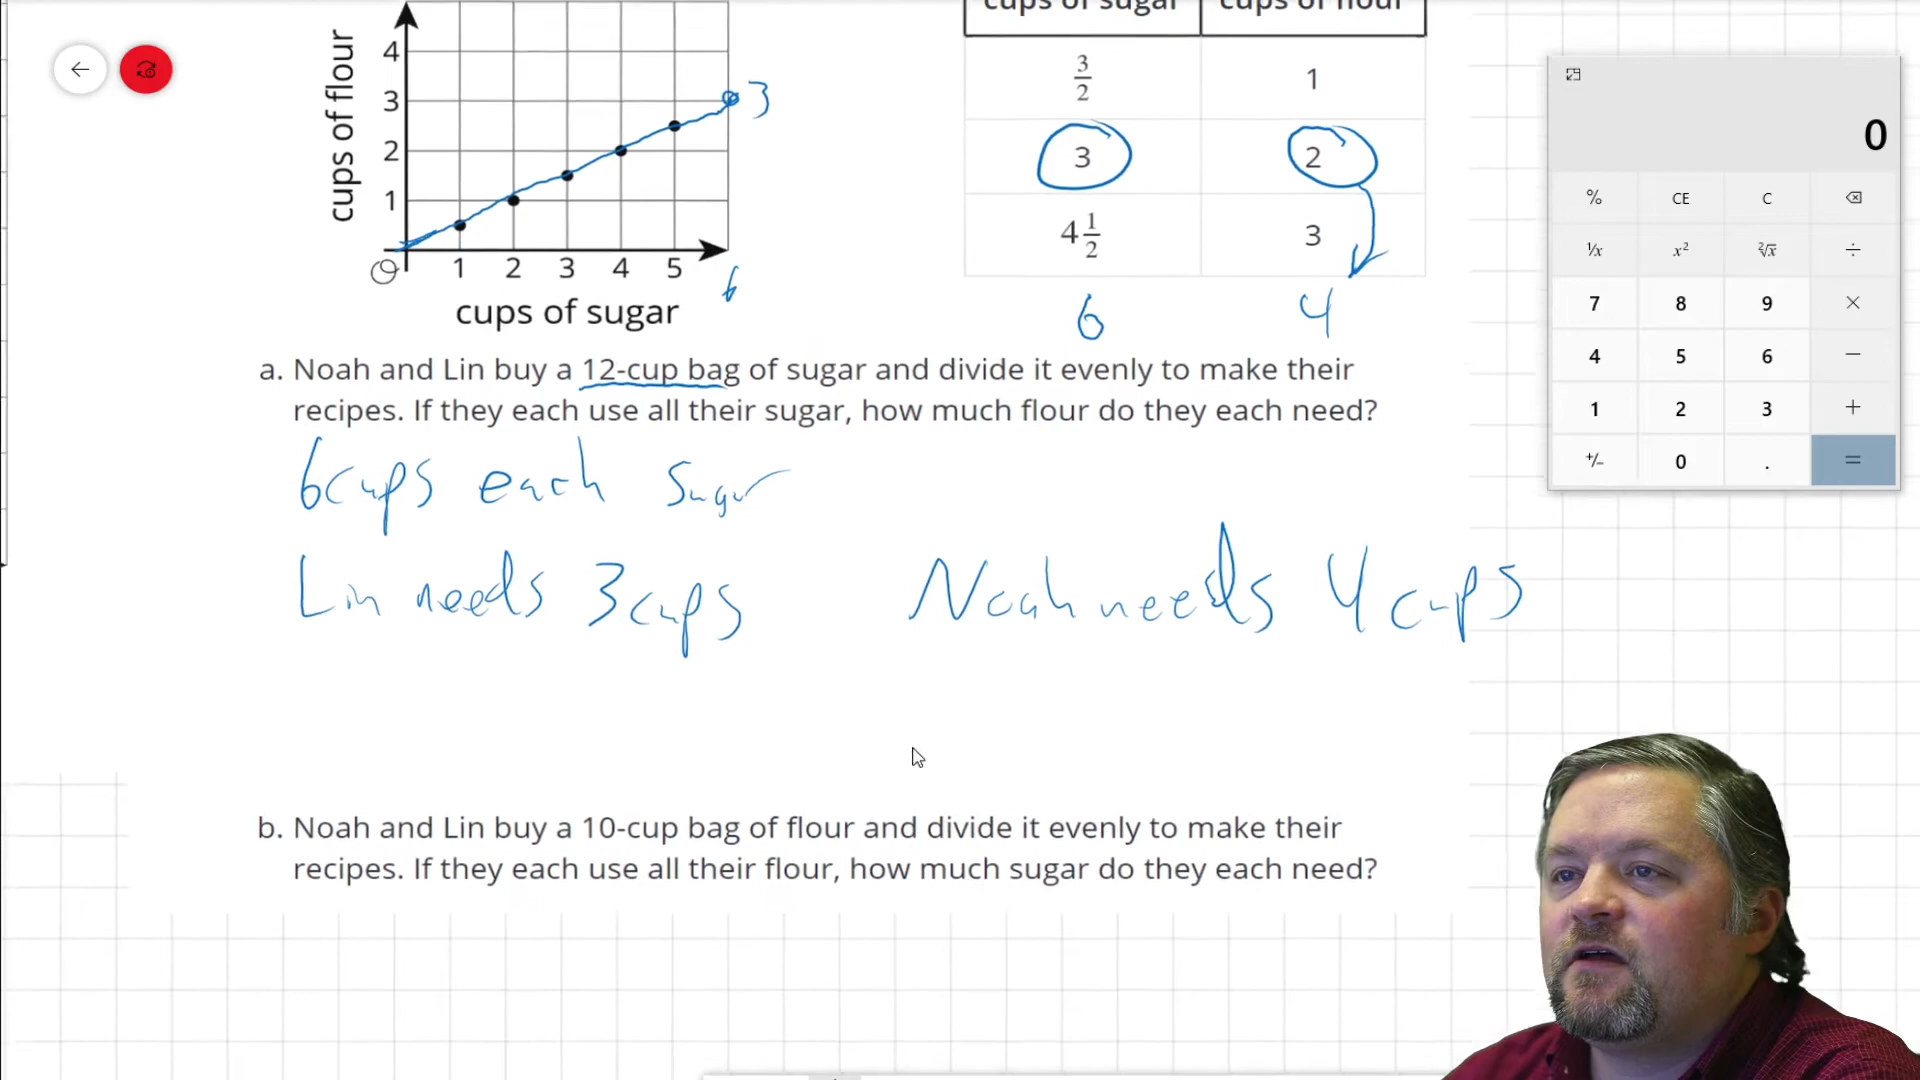 cups of sugar cups of flour
cups of flour
4
3
2
1
3
1 2 3 4 5
6
cups of sugar
3/2 1
3 2
4 1/2 3
6 4
a. Noah and Lin buy a 12-cup bag of sugar and divide it evenly to make their
recipes. If they each use all their sugar, how much flour do they each need?
6cups each Sugar
Lin needs 3cups Noah needs 4 cups
b. Noah and Lin buy a 10-cup bag of flour and divide it evenly to make their
recipes. If they each use all their flour, how much sugar do they each need?
0
% CE C ⌫
¹/x x² ²√x ÷
7 8 9 ×
4 5 6 −
1 2 3 +
+/− 0 . =